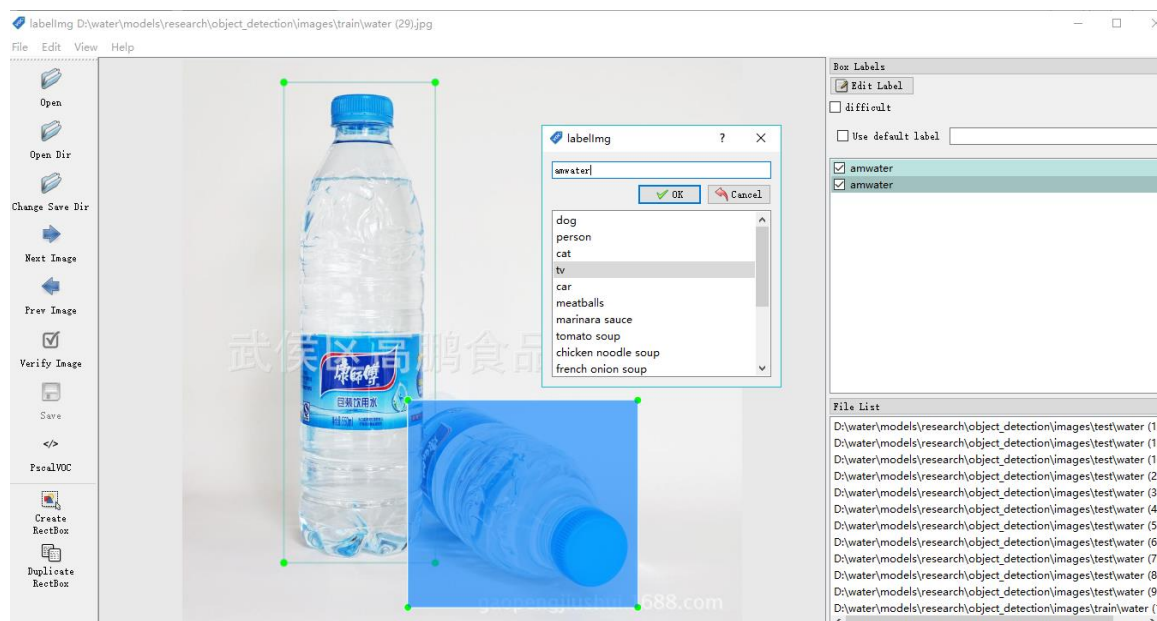 labelImg D:\water\models\research\object_detection\images\train\water (29).jpg
File Edit View Help
Open
Open Dir
Change Save Dir
Next Image
Prev Image
Verify Image
Save
</>
PscalVOC
Create
RectBox
Duplicate
RectBox
武侯区高鹏食品
康师傅
包装饮用水
gaopengjiushui.1688.com
labelImg ?
amwater
OK Cancel
dog
person
cat
tv
car
meatballs
marinara sauce
tomato soup
chicken noodle soup
french onion soup
Box Labels
Edit Label
difficult
Use default label
amwater
amwater
File List
D:\water\models\research\object_detection\images\test\water (1
D:\water\models\research\object_detection\images\test\water (1
D:\water\models\research\object_detection\images\test\water (1
D:\water\models\research\object_detection\images\test\water (2
D:\water\models\research\object_detection\images\test\water (3
D:\water\models\research\object_detection\images\test\water (4
D:\water\models\research\object_detection\images\test\water (5
D:\water\models\research\object_detection\images\test\water (6
D:\water\models\research\object_detection\images\test\water (7
D:\water\models\research\object_detection\images\test\water (8
D:\water\models\research\object_detection\images\test\water (9
D:\water\models\research\object_detection\images\train\water (